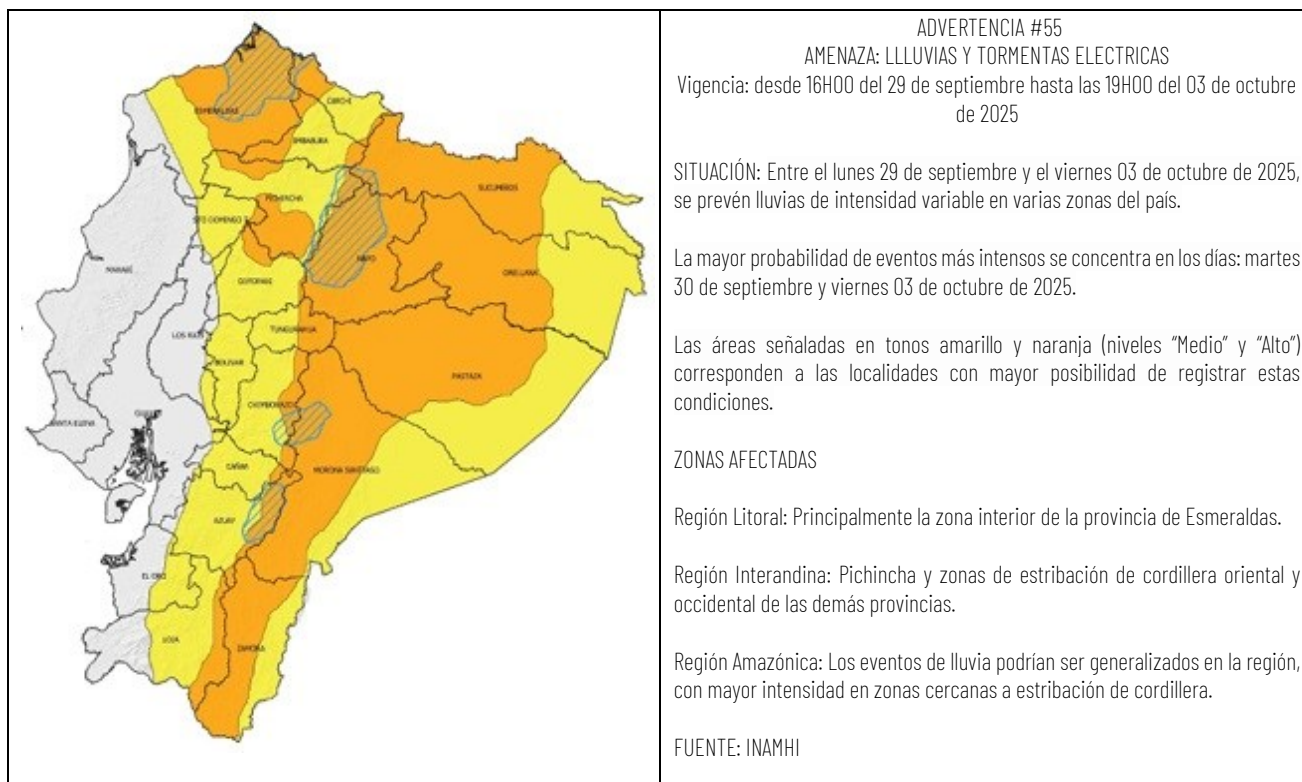 ESMERALDAS
CARCHI
IMBABURA
SUCUMBIOS
PICHINCHA
STO DOMINGO
NAPO
MANABI
ORELLANA
COTOPAXI
LOS RIOS
TUNGURAHUA
BOLIVAR
PASTAZA
CHIMBORAZO
SANTA ELENA
CAÑAR
MORONA SANTIAGO
AZUAY
EL ORO
LOJA
ZAMORA
ADVERTENCIA #55
AMENAZA: LLLUVIAS Y TORMENTAS ELECTRICAS
Vigencia: desde 16H00 del 29 de septiembre hasta las 19H00 del 03 de octubre
de 2025
SITUACIÓN: Entre el lunes 29 de septiembre y el viernes 03 de octubre de 2025,
se prevén lluvias de intensidad variable en varias zonas del país.
La mayor probabilidad de eventos más intensos se concentra en los días: martes
30 de septiembre y viernes 03 de octubre de 2025.
Las áreas señaladas en tonos amarillo y naranja (niveles “Medio” y “Alto”)
corresponden a las localidades con mayor posibilidad de registrar estas
condiciones.
ZONAS AFECTADAS
Región Litoral: Principalmente la zona interior de la provincia de Esmeraldas.
Región Interandina: Pichincha y zonas de estribación de cordillera oriental y
occidental de las demás provincias.
Región Amazónica: Los eventos de lluvia podrían ser generalizados en la región,
con mayor intensidad en zonas cercanas a estribación de cordillera.
FUENTE: INAMHI